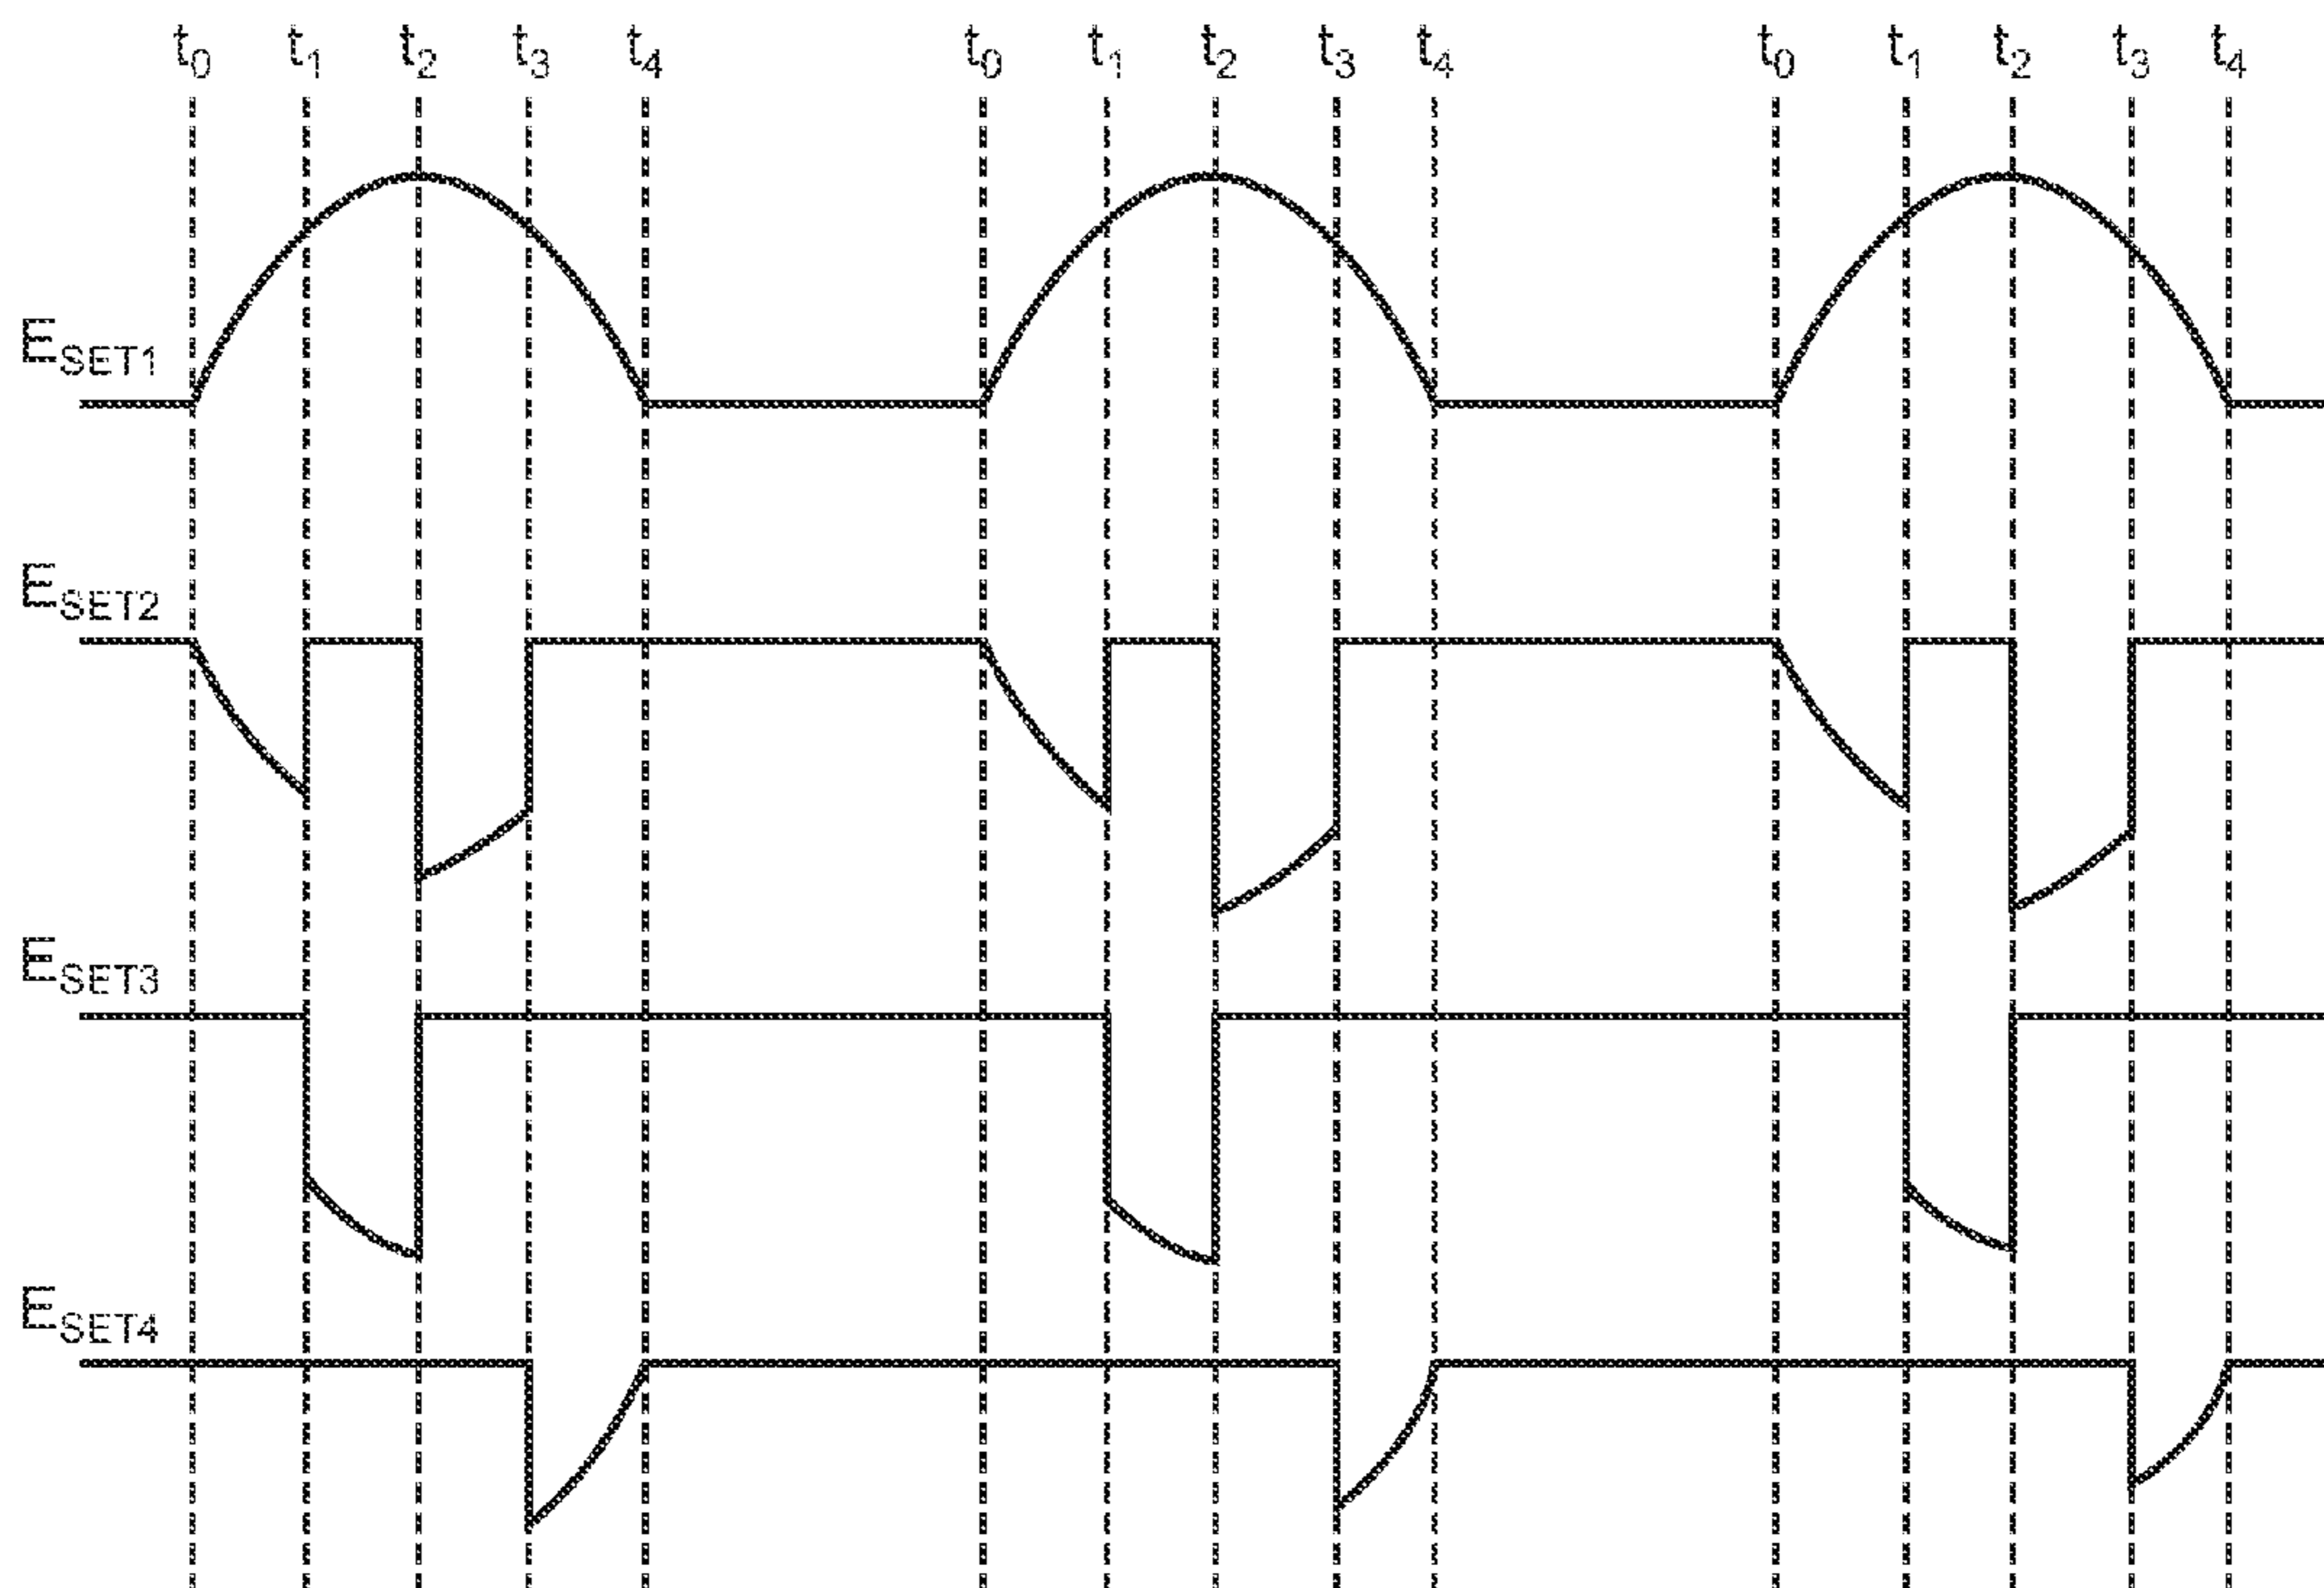 t0 t1 t2 t3 t4 t0 t1 t2 t3 t4 t0 t1 t2 t3 t4
ESET1
ESET2
ESET3
ESET4